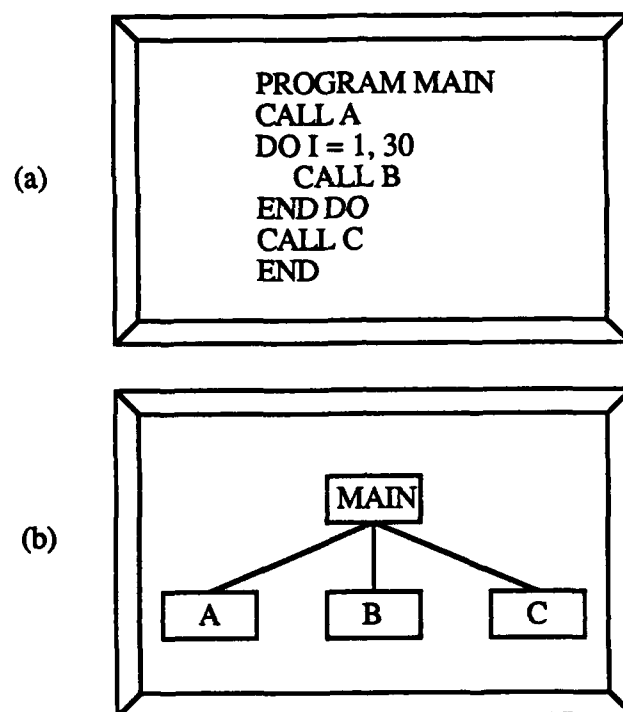 (a)
PROGRAM MAIN
CALL A
DO I = 1, 30
CALL B
END DO
CALL C
END
(b)
MAIN
A
B
C